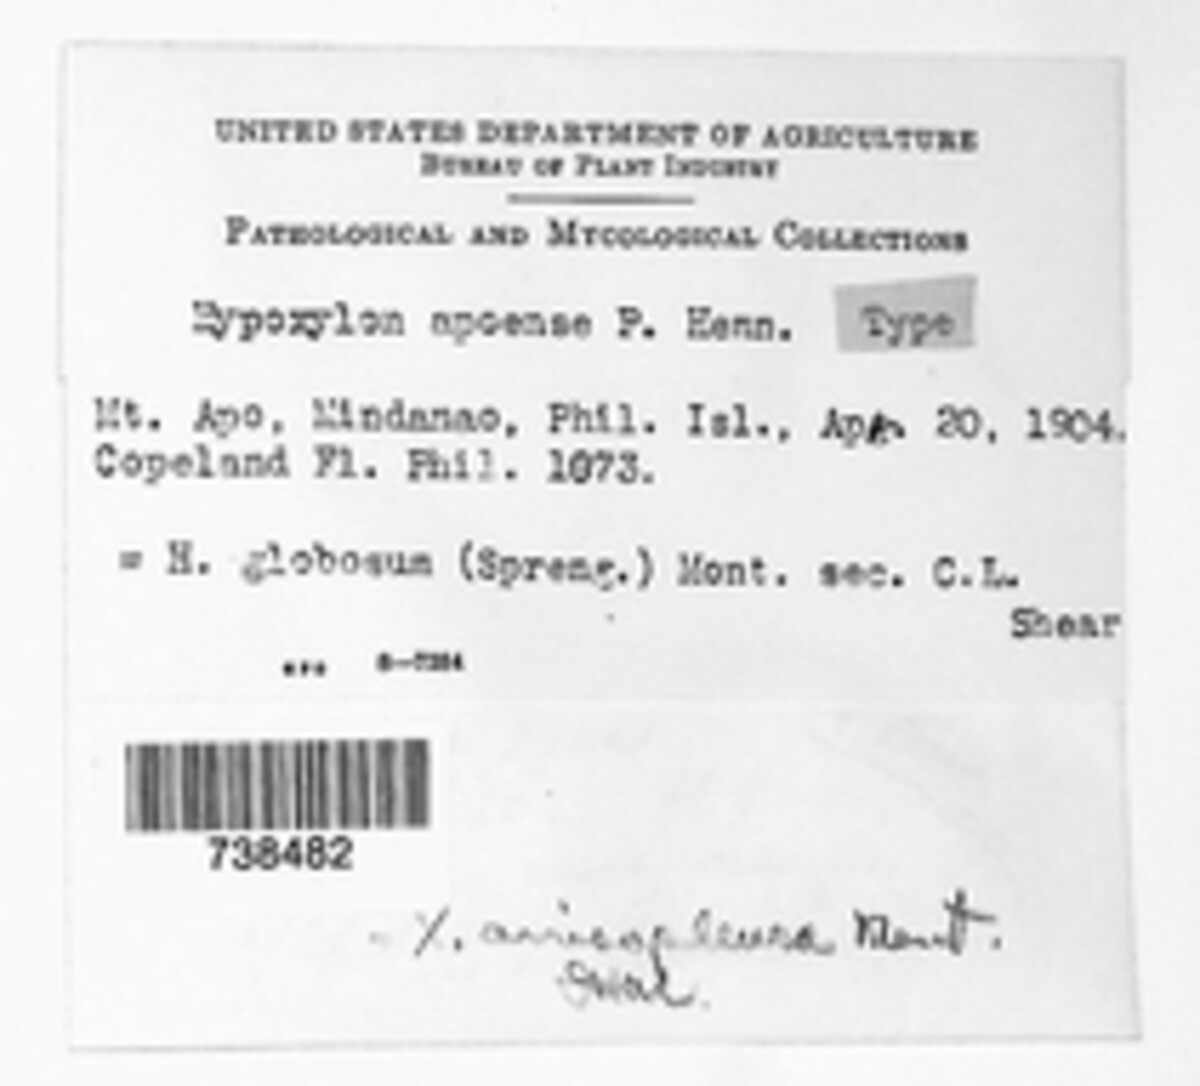 UNITED STATES DEPARTMENT OF AGRICULTURE
BUREAU OF PLANT INDUSTRY
PATHOLOGICAL AND MYCOLOGICAL COLLECTIONS
Hypoxylon apoense P. Henn. Type
Mt. Apo, Mindanao, Phil. Isl., Apr. 20, 1904.
Copeland Fl. Phil. 1073.
= H. globosum (Spreng.) Mont. sec. C.L.
Shear
738482
X. Mont.